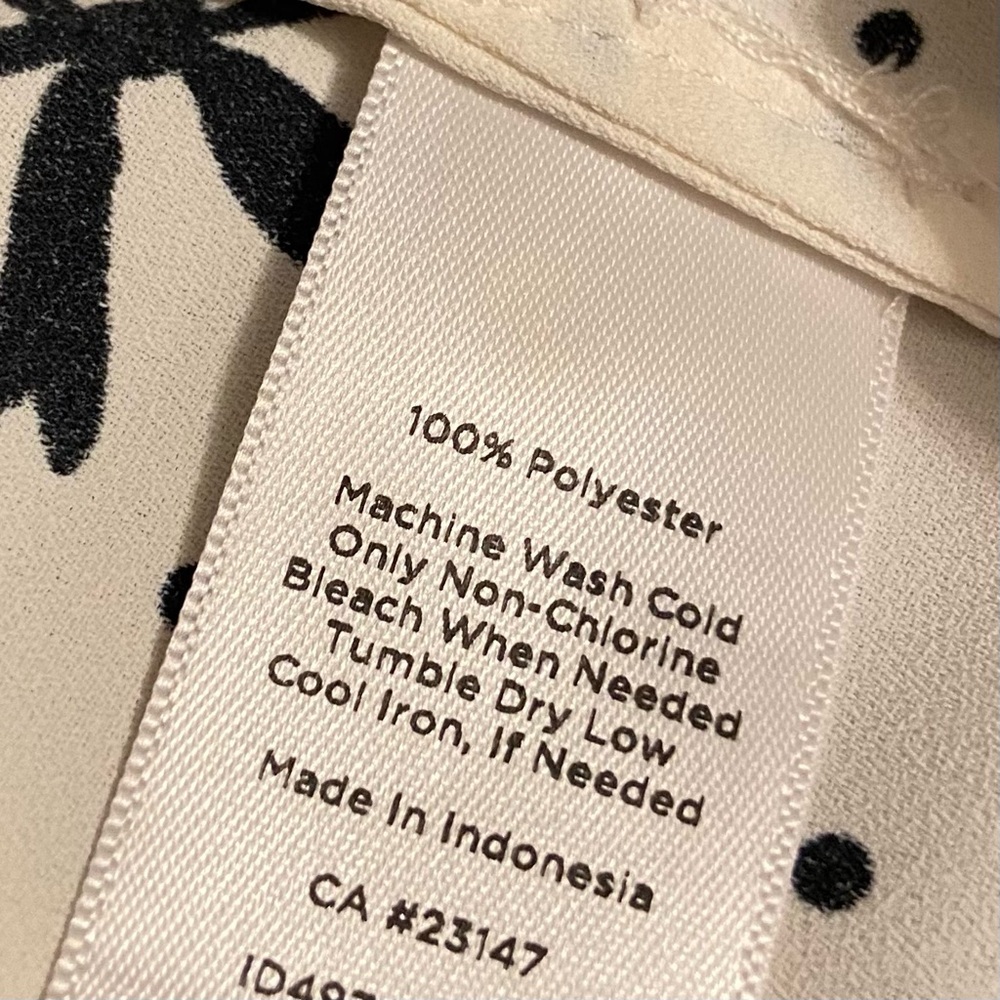 100% Polyester
Machine Wash Cold
Only Non-Chlorine
Bleach When Needed
Tumble Dry Low
Cool Iron, If Needed
Made In Indonesia
CA #23147